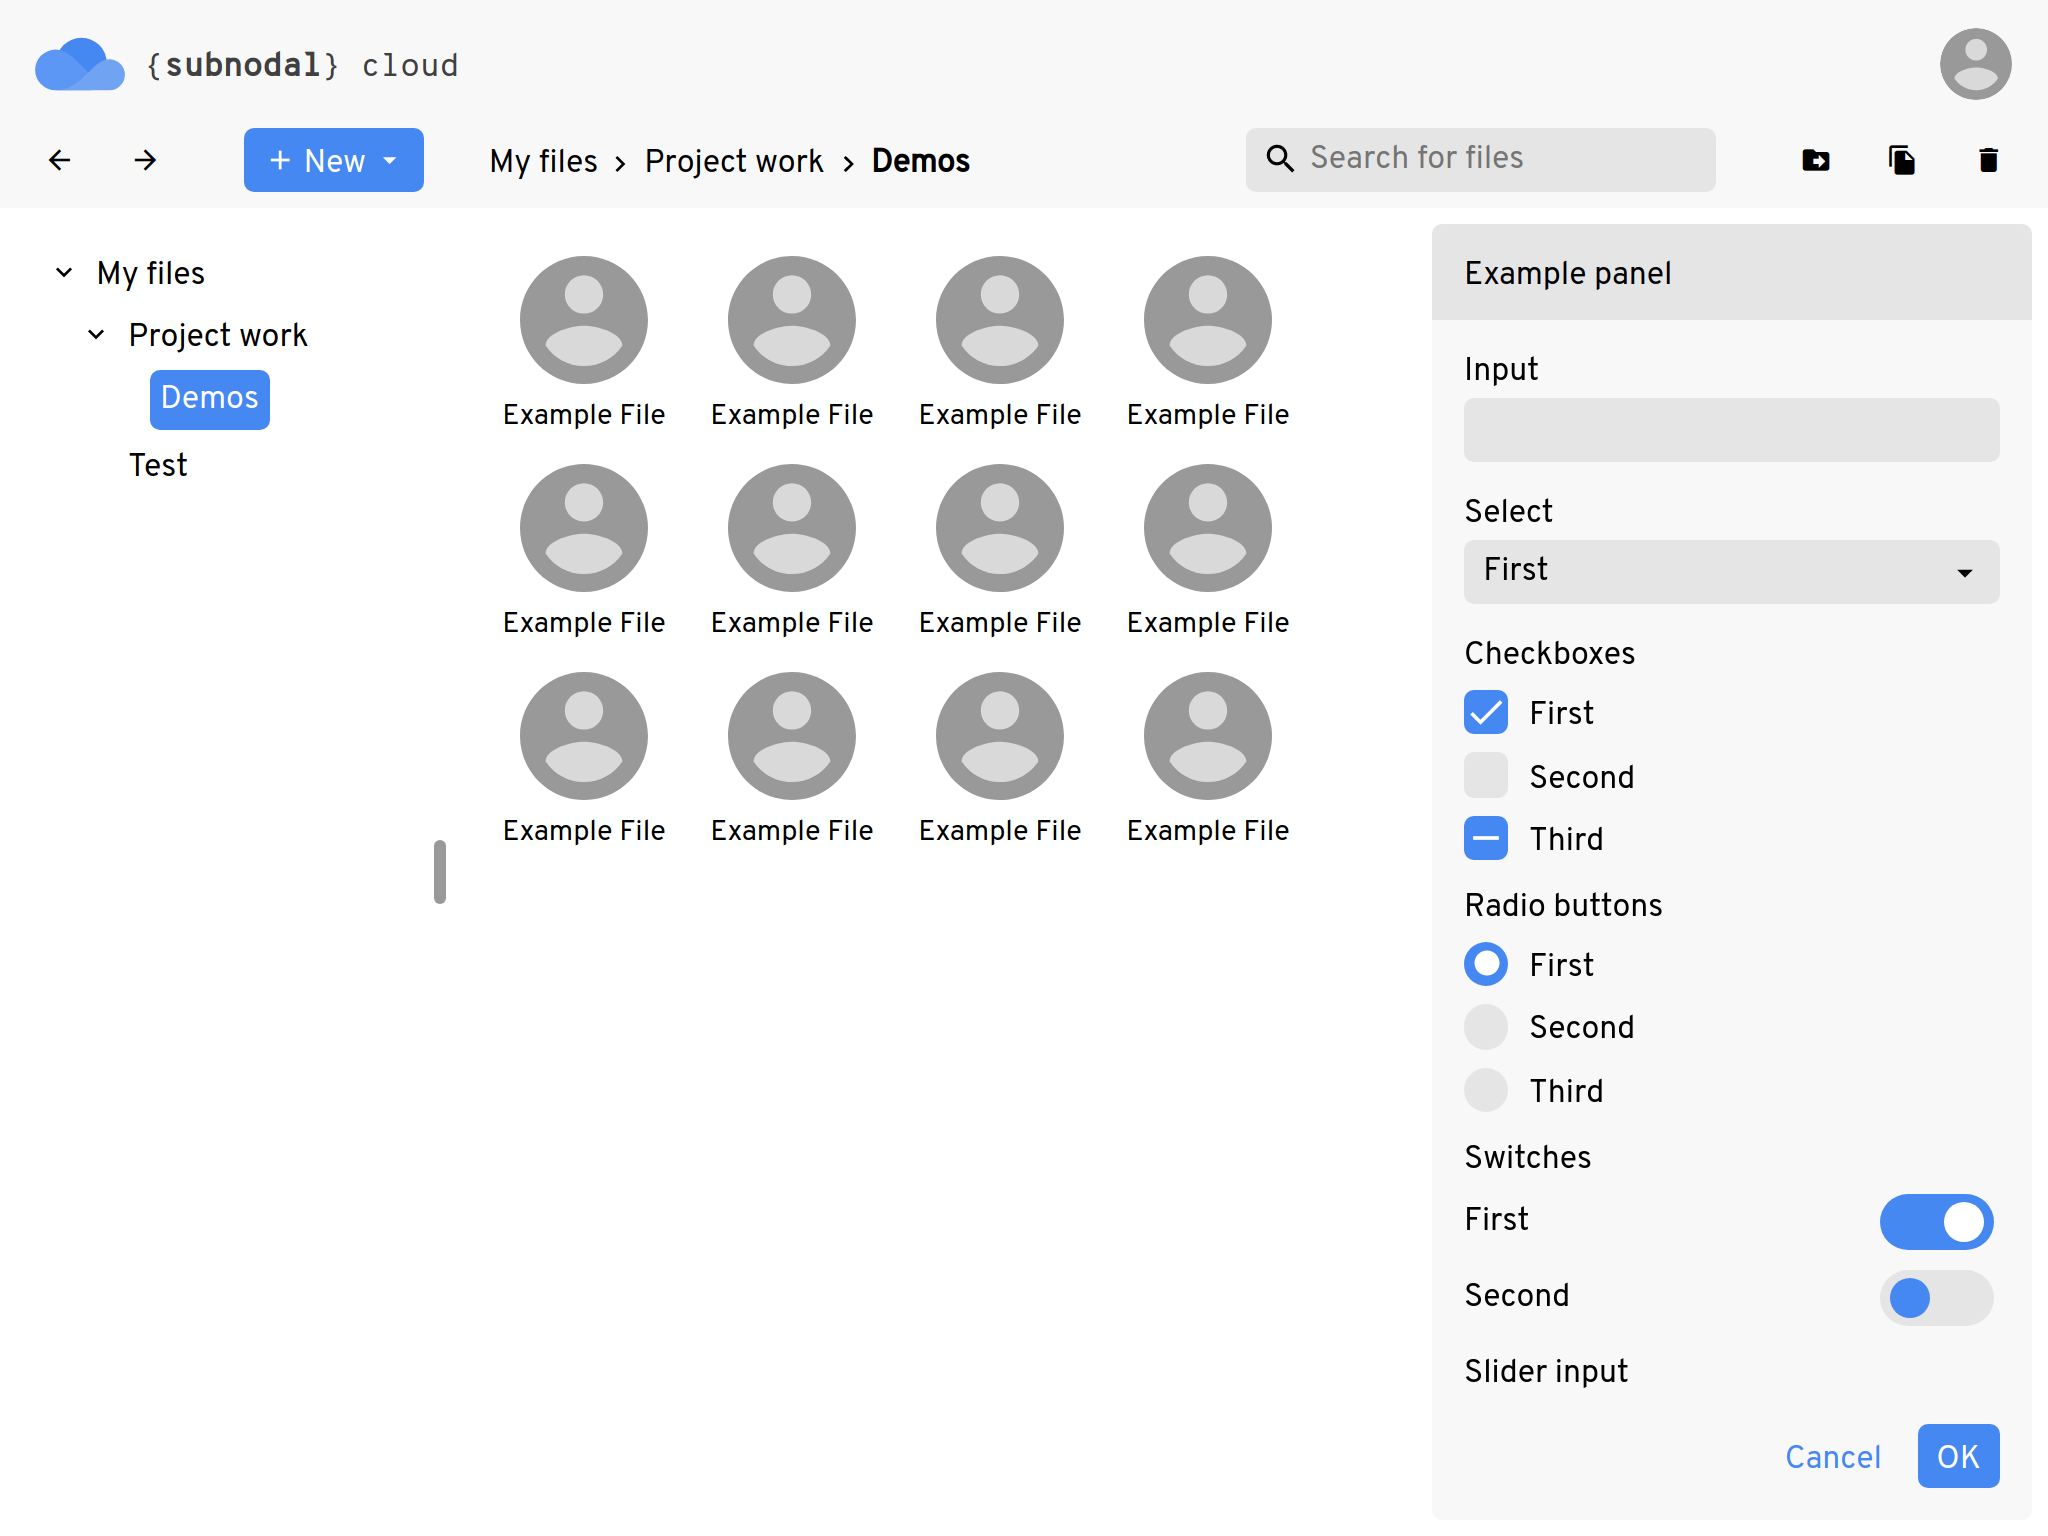 {subnodal} cloud
New
My files › Project work › Demos
Search for files
My files
Project work
Demos
Test
Example File Example File Example File Example File
Example File Example File Example File Example File
Example File Example File Example File Example File
Example panel
Input
Select
First
Checkboxes
First
Second
Third
Radio buttons
First
Second
Third
Switches
First
Second
Slider input
Cancel OK